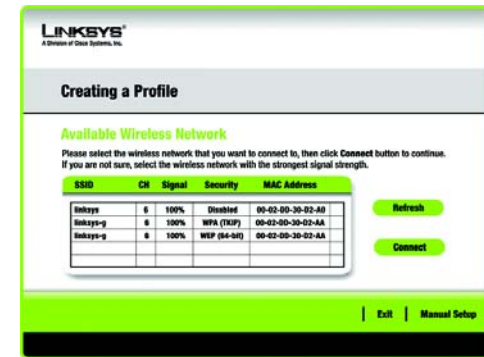 LINKSYS®
A Division of Cisco Systems, Inc.
Creating a Profile
Available Wireless Network
Please select the wireless network that you want to connect to, then click Connect button to continue.
If you are not sure, select the wireless network with the strongest signal strength.
SSID CH Signal Security MAC Address
linksys 6 100% Disabled 00-02-DD-30-02-A0
linksys-g 6 100% WPA (TKIP) 00-02-DD-30-02-AA
linksys-g 6 100% WEP (64-bit) 00-02-DD-30-02-AA
Refresh
Connect
Exit Manual Setup